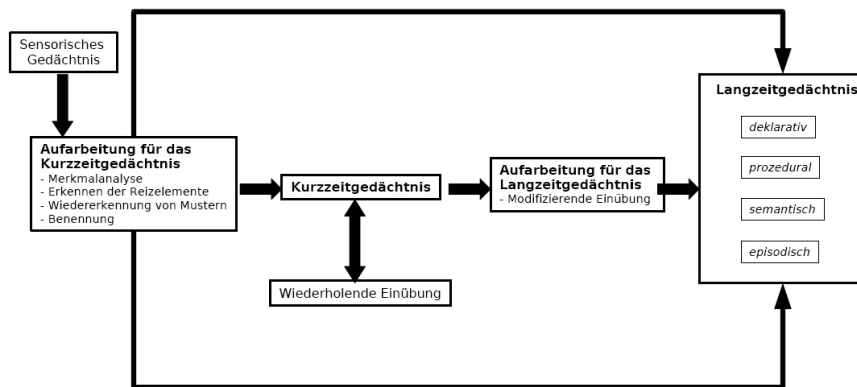 Sensorisches
Gedächtnis
Aufarbeitung für das
Kurzzeitgedächtnis
- Merkmalanalyse
- Erkennen der Reizelemente
- Wiedererkennung von Mustern
- Benennung
Kurzzeitgedächtnis
Wiederholende Einübung
Aufarbeitung für das
Langzeitgedächtnis
- Modifizierende Einübung
Langzeitgedächtnis
deklarativ
prozedural
semantisch
episodisch